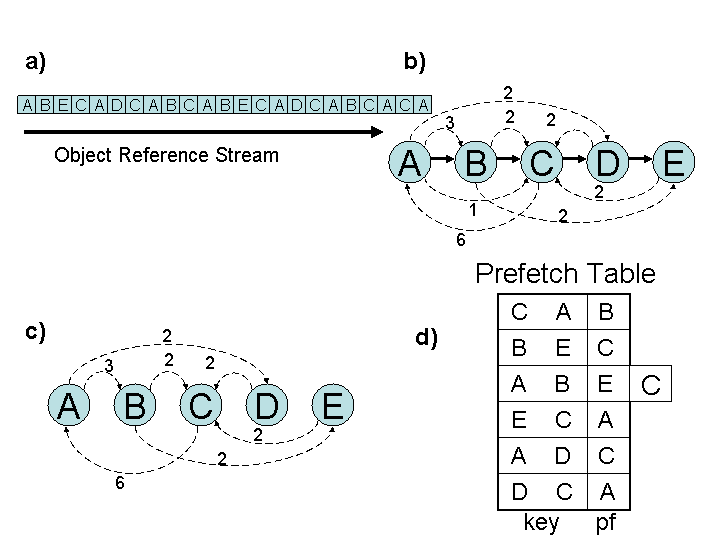 a)
A B E C A D C A B C A B E C A D C A B C A C A
Object Reference Stream
b)
2
3 2 2
A B C D E
2
1 2
6
c)
2
3 2 2
A B C D E
2
2
6
d)
Prefetch Table
C A B
B E C
A B E C
E C A
A D C
D C A
key pf